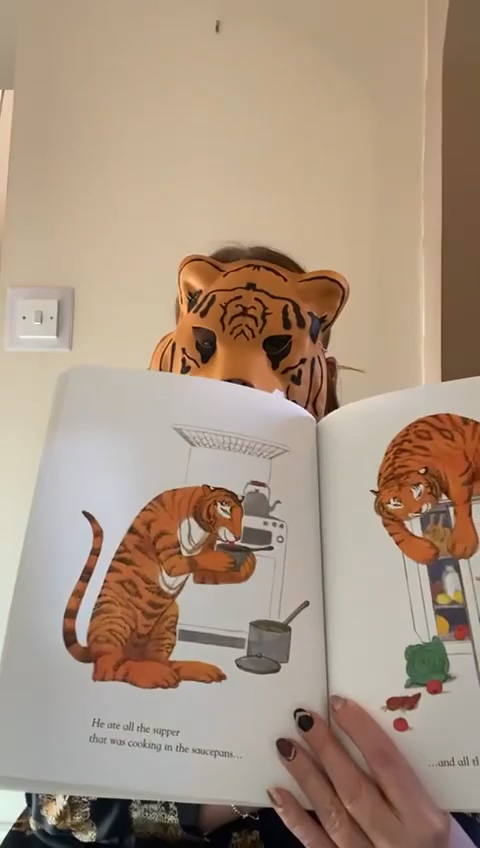 He ate all the supper
that was cooking in the saucepans...
...and all